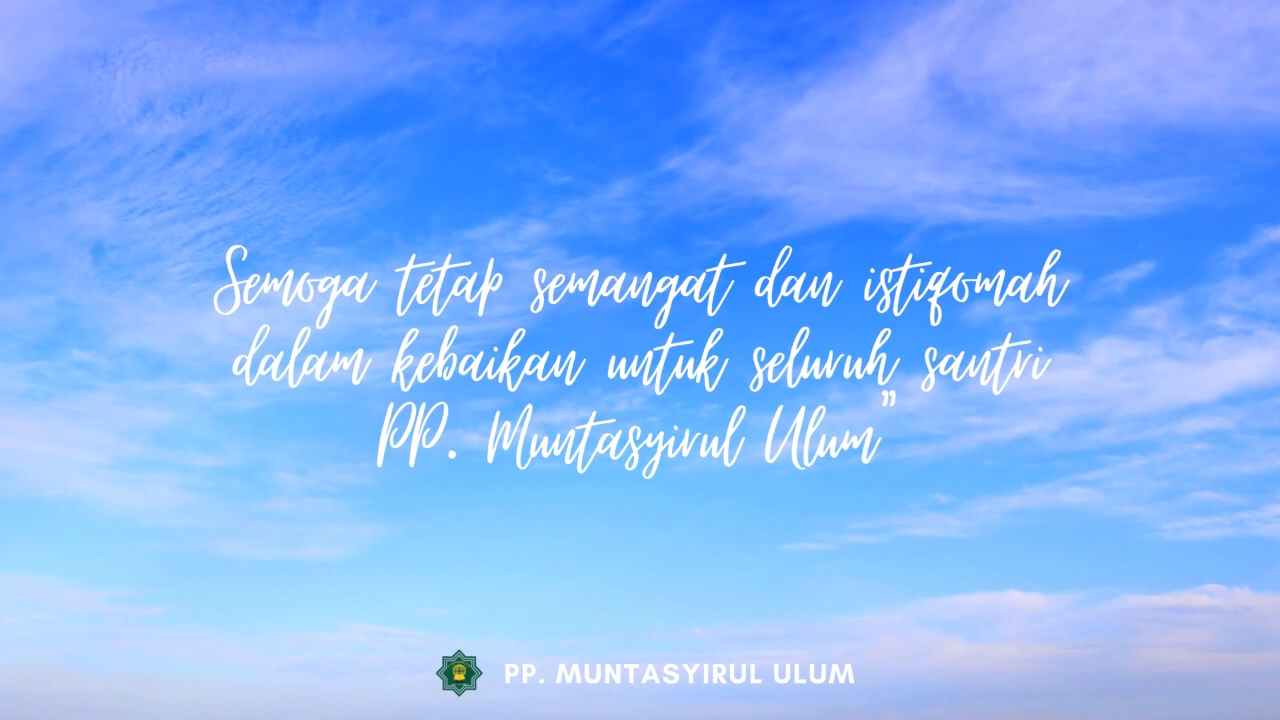 Semoga tetap semangat dan istiqomah
dalam kebaikan untuk seluruh santri
PP. Muntasyirul Ulum”
PP. MUNTASYIRUL ULUM